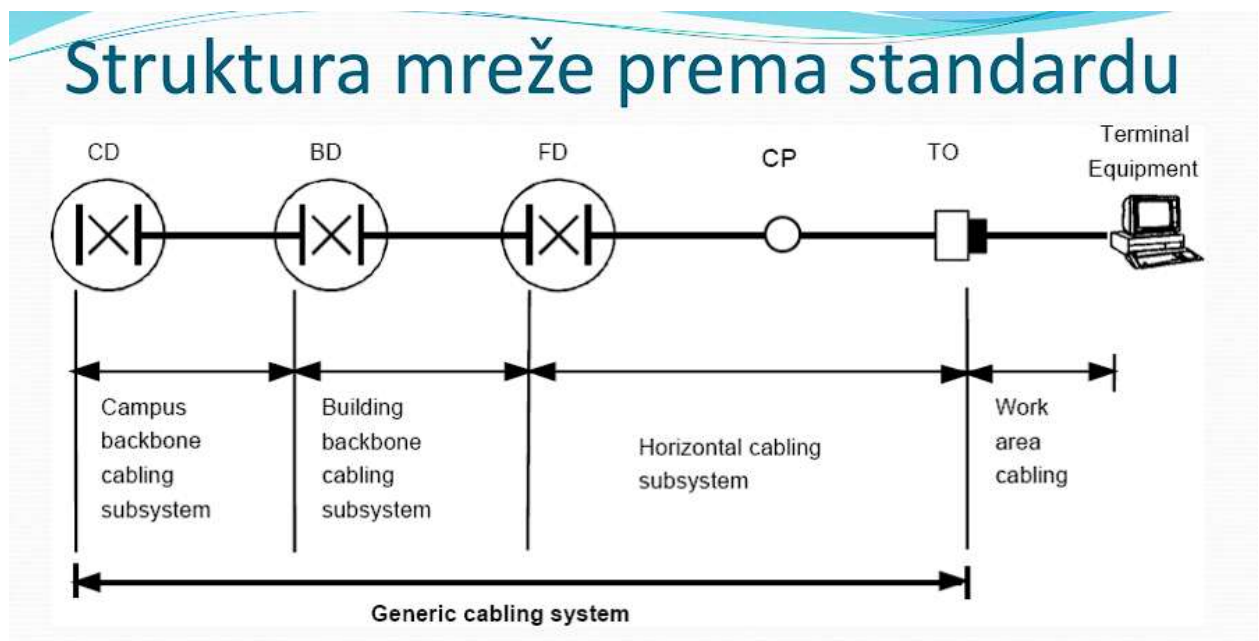 Struktura mreže prema standardu
CD
BD
FD
CP
TO
Terminal
Equipment
Campus
backbone
cabling
subsystem
Building
backbone
cabling
subsystem
Horizontal cabling
subsystem
Work
area
cabling
Generic cabling system